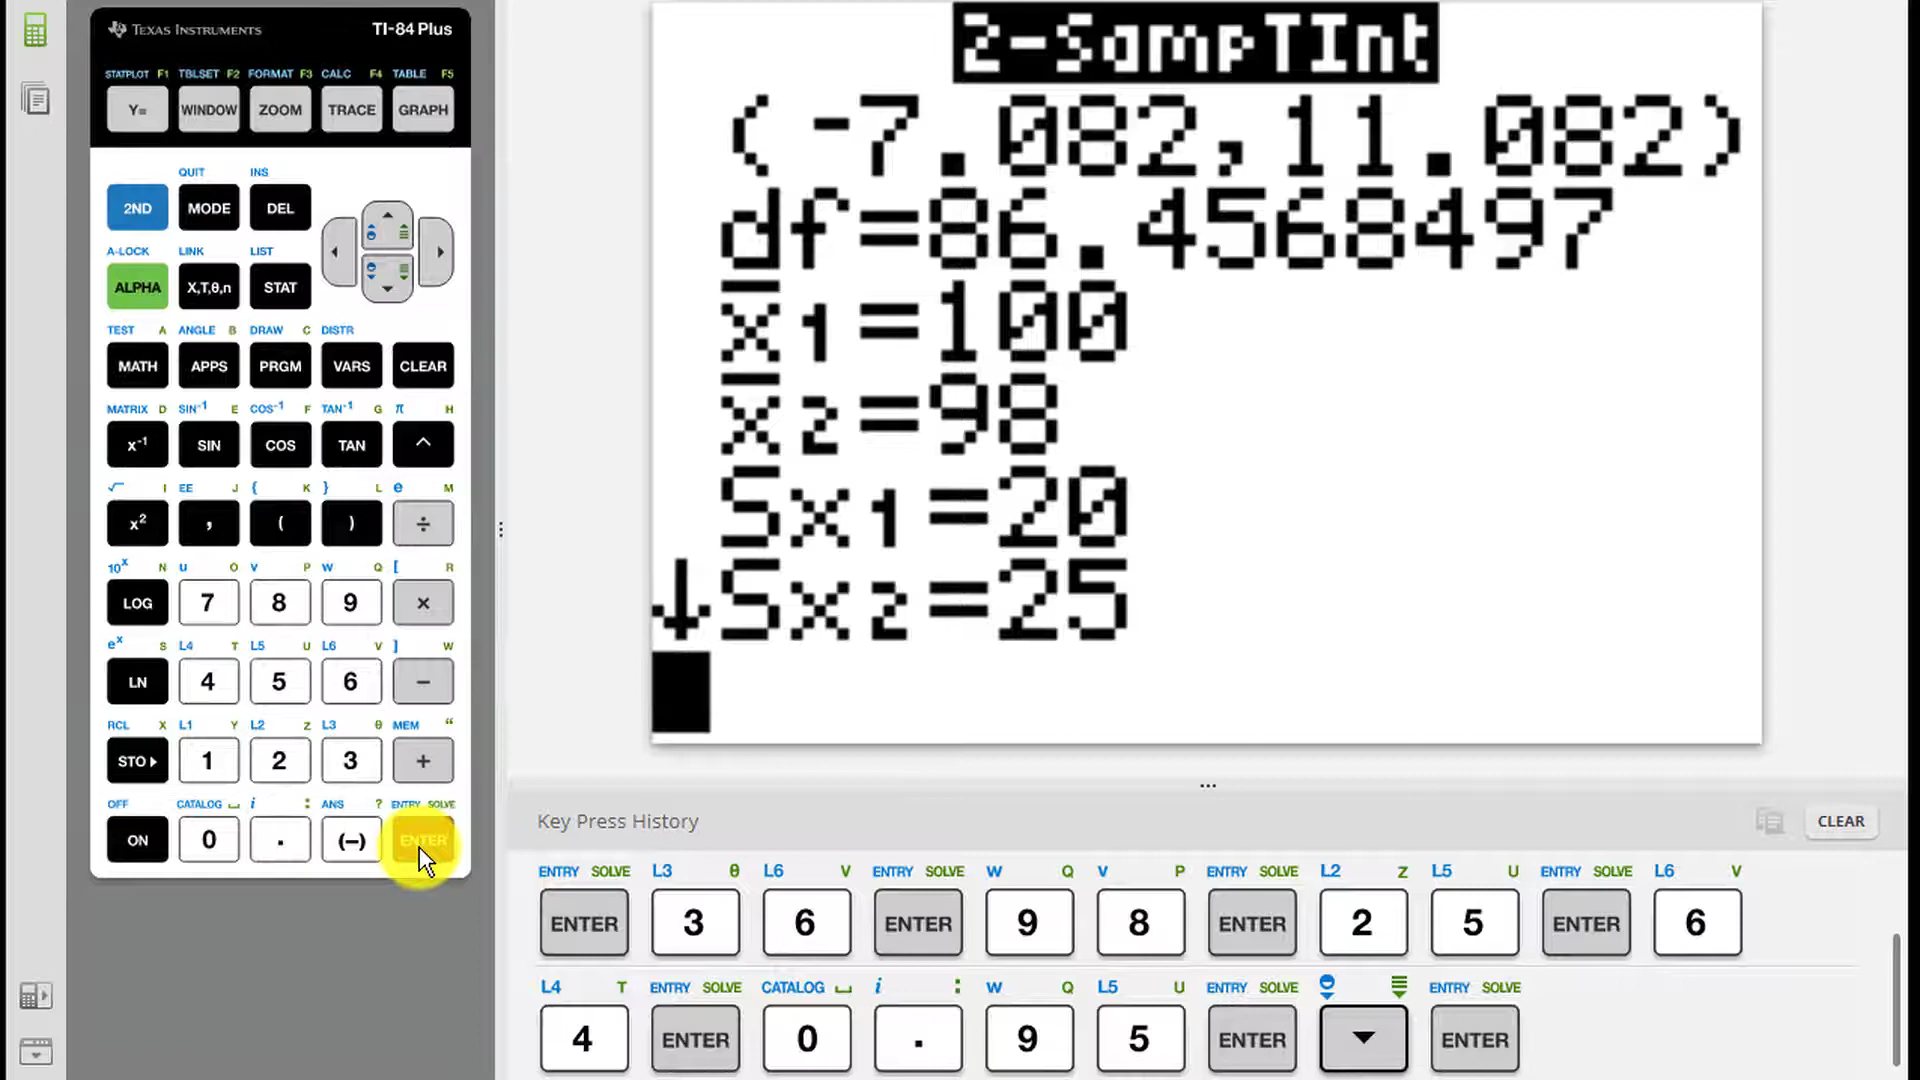 TEXAS INSTRUMENTS TI-84 Plus
STATPLOT F1 TBLSET F2 FORMAT F3 CALC F4 TABLE F5
Y= WINDOW ZOOM TRACE GRAPH
QUIT INS
2ND MODE DEL
A-LOCK LINK LIST
ALPHA X,T,θ,n STAT
TEST A ANGLE B DRAW C DISTR
MATH APPS PRGM VARS CLEAR
MATRIX D SIN⁻¹ E COS⁻¹ F TAN⁻¹ G π H
x⁻¹ SIN COS TAN ^
√ I EE J { K } L e M
x² , ( ) ÷
10ˣ N u O v P w Q [ R
LOG 7 8 9 ×
eˣ S L4 T L5 U L6 V ] W
LN 4 5 6 −
RCL X L1 Y L2 Z L3 θ MEM “
STO▸ 1 2 3 +
OFF CATALOG ⎵ i : ANS ? ENTRY SOLVE
ON 0 . (−) ENTER
2-SampTInt
(-7.082,11.082)
df=86.4568497
x̄1=100
x̄2=98
Sx1=20
↓Sx2=25
Key Press History CLEAR
ENTRY SOLVE L3 θ L6 V ENTRY SOLVE W Q V P ENTRY SOLVE L2 Z L5 U ENTRY SOLVE L6 V
ENTER 3 6 ENTER 9 8 ENTER 2 5 ENTER 6
L4 T ENTRY SOLVE CATALOG ⎵ i : W Q L5 U ENTRY SOLVE ENTRY SOLVE
4 ENTER 0 . 9 5 ENTER ▼ ENTER